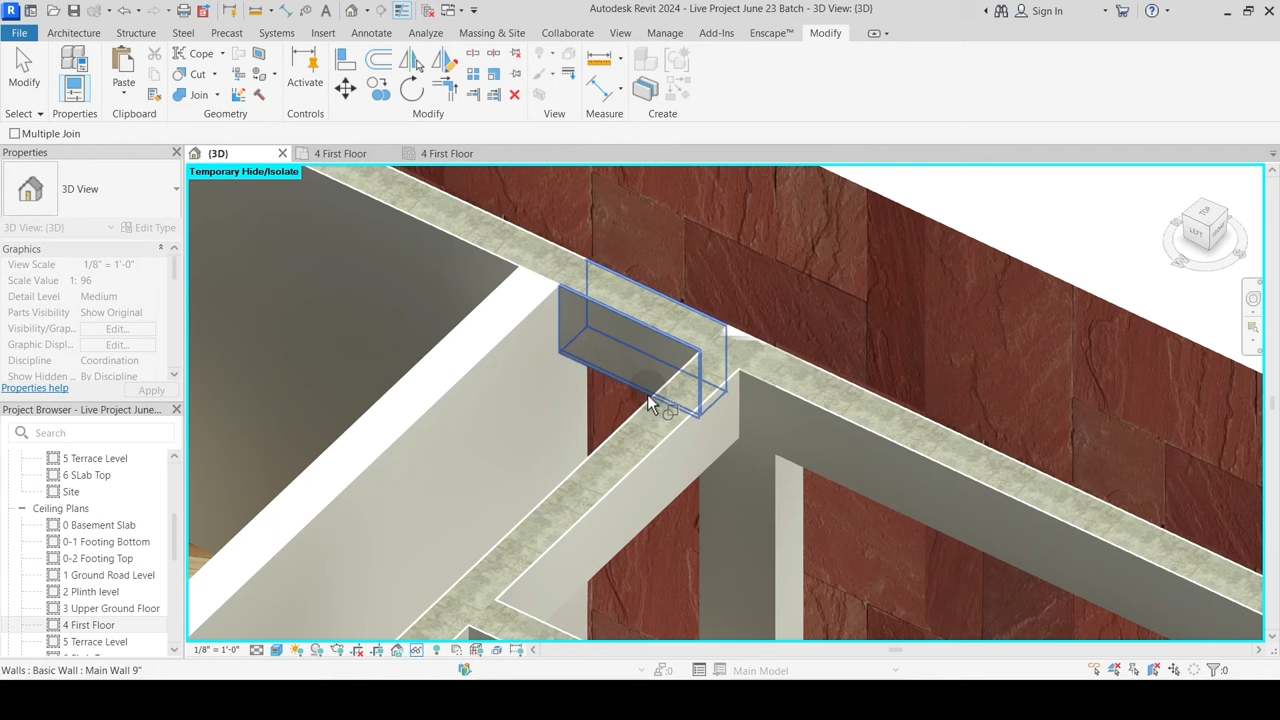 Autodesk Revit 2024 - Live Project June 23 Batch - 3D View: {3D}
Sign In
File Architecture Structure Steel Precast Systems Insert Annotate Analyze Massing & Site Collaborate View Manage Add-Ins Enscape™ Modify
Cope
Cut
Join
Modify
Paste
Activate
Select Properties Clipboard Geometry Controls Modify View Measure Create
Multiple Join
Properties
{3D}
4 First Floor
4 First Floor
Temporary Hide/Isolate
3D View
3D View: {3D}
Edit Type
Graphics
View Scale 1/8" = 1'-0"
Scale Value 1: 96
Detail Level Medium
Parts Visibility Show Original
Visibility/Grap... Edit...
Graphic Displ... Edit...
Discipline Coordination
Show Hidden ... By Discipline
Properties help
Apply
Project Browser - Live Project June...
Search
5 Terrace Level
6 Slab Top
Site
Ceiling Plans
0 Basement Slab
0-1 Footing Bottom
0-2 Footing Top
1 Ground Road Level
2 Plinth level
3 Upper Ground Floor
4 First Floor
5 Terrace Level
TOP
LEFT
1/8" = 1'-0"
Walls : Basic Wall : Main Wall 9"
:0
Main Model
:0